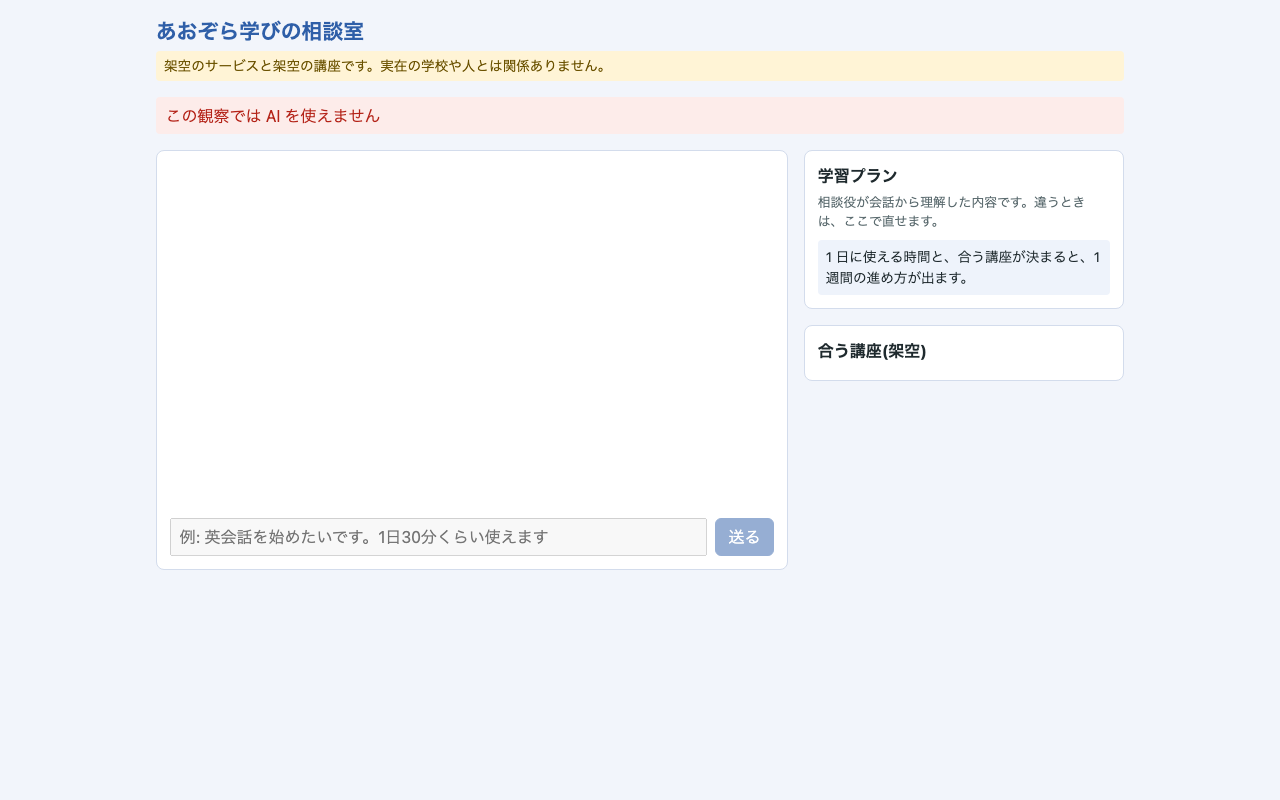 あおぞら学びの相談室
架空のサービスと架空の講座です。実在の学校や人とは関係ありません。
この観察では AI を使えません
例: 英会話を始めたいです。1日30分くらい使えます
送る
学習プラン
相談役が会話から理解した内容です。違うとき
は、ここで直せます。
1 日に使える時間と、合う講座が決まると、1
週間の進め方が出ます。
合う講座(架空)